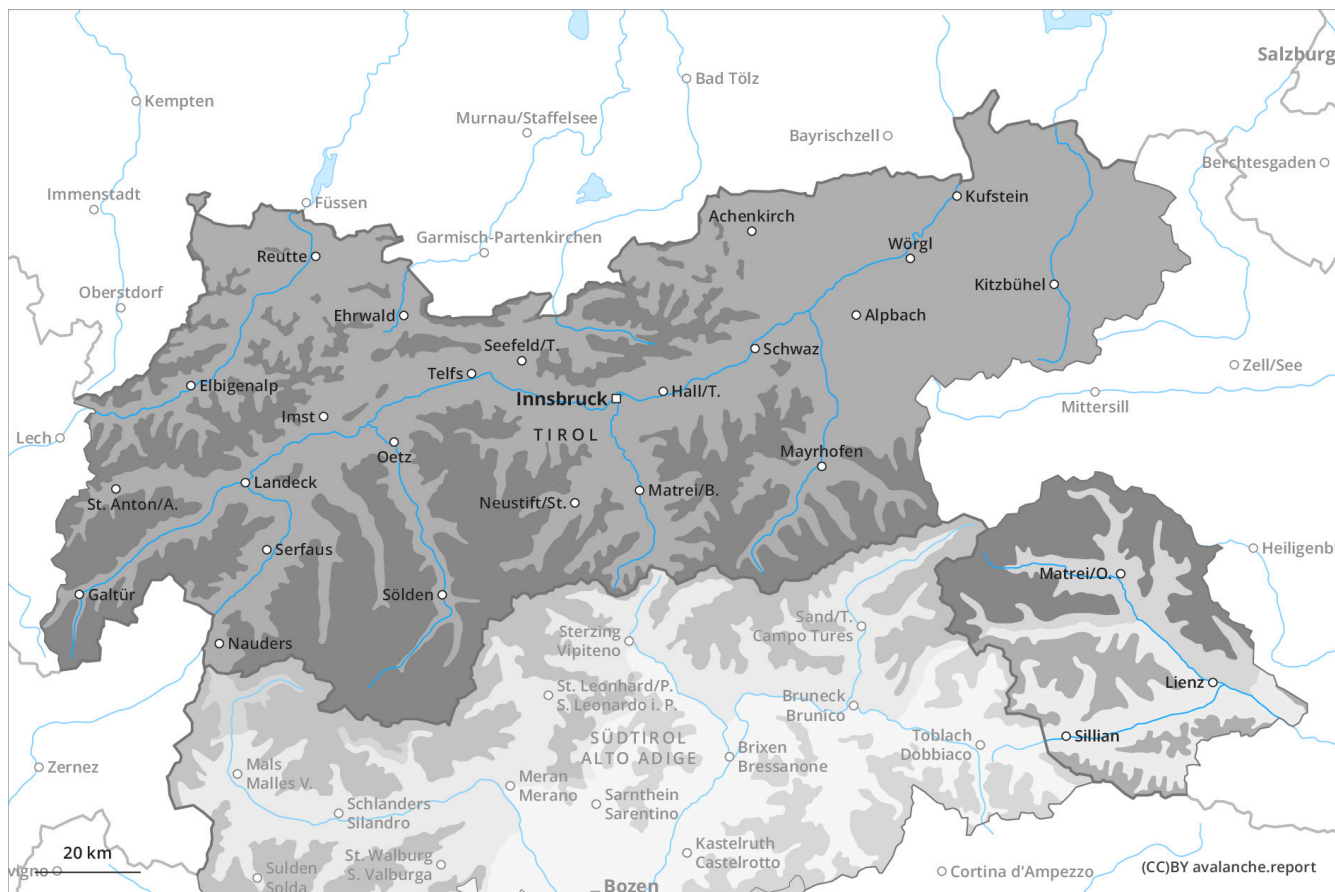 Salzburg
Bad Tölz
Kempten
Murnau/Staffelsee
Bayrischzell
Berchtesgaden
Immenstadt
Füssen
Kufstein
Achenkirch
Garmisch-Partenkirchen
Wörgl
Reutte
Kitzbühel
Oberstdorf
Ehrwald
Alpbach
Seefeld/T.
Schwaz
Zell/See
Telfs
Elbigenalp
Hall/T.
Innsbruck
Mittersill
Imst
TIROL
Lech
Oetz
Mayrhofen
Landeck
Matrei/B.
St. Anton/A.
Neustift/St.
Serfaus
Heiligenb
Matrei/O.
Galtür
Sölden
Sand/T.
Campo Tures
Sterzing
Vipiteno
Nauders
Lienz
St. Leonhard/P.
S. Leonardo i. P.
Bruneck
Brunico
SÜDTIROL
ALTO ADIGE
Sillian
Toblach
Dobbiaco
Brixen
Bressanone
Zernez
Mals
Malles V.
Meran
Merano
Sarnthein
Sarentino
Schlanders
Silandro
Kastelruth
Castelrotto
20 km
St. Walburg
S. Valburga
vigno
Sulden
Solda
Cortina d'Ampezzo
(CC)BY avalanche.report
Bozen